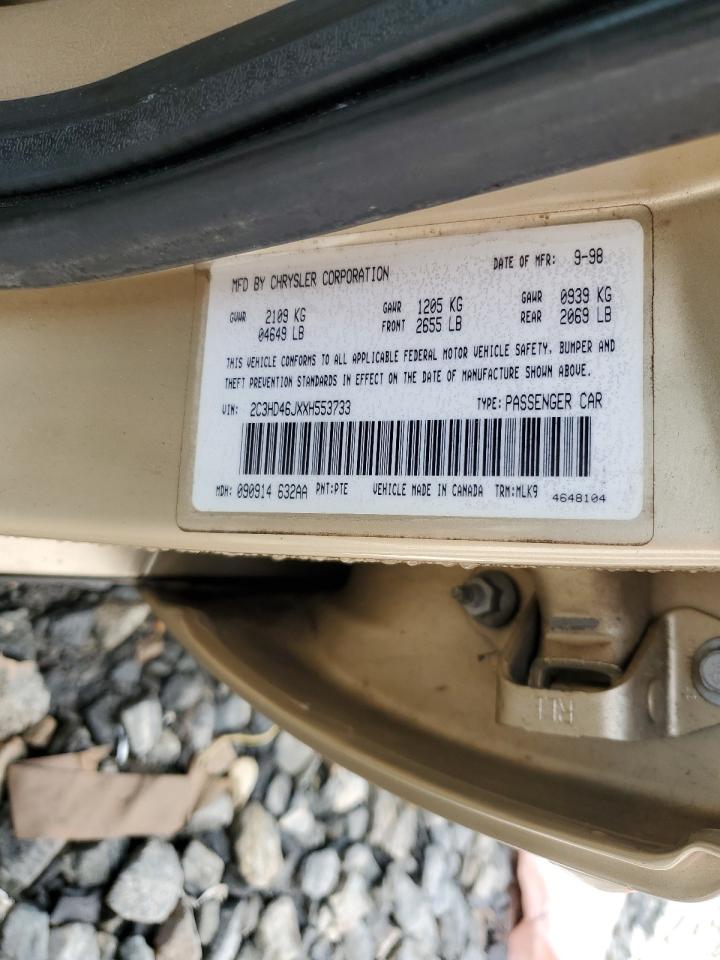 MFD BY CHRYSLER CORPORATION DATE OF MFR: 9-98
GVWR 2109 KG GAWR 1205 KG GAWR 0939 KG
04649 LB FRONT 2655 LB REAR 2069 LB
THIS VEHICLE CONFORMS TO ALL APPLICABLE FEDERAL MOTOR VEHICLE SAFETY, BUMPER AND
THEFT PREVENTION STANDARDS IN EFFECT ON THE DATE OF MANUFACTURE SHOWN ABOVE.
VIN: 2C3HD46JXXH553733 TYPE: PASSENGER CAR
MDH: 090914 632AA PNT:PTE VEHICLE MADE IN CANADA TRM:MLK9 4648104